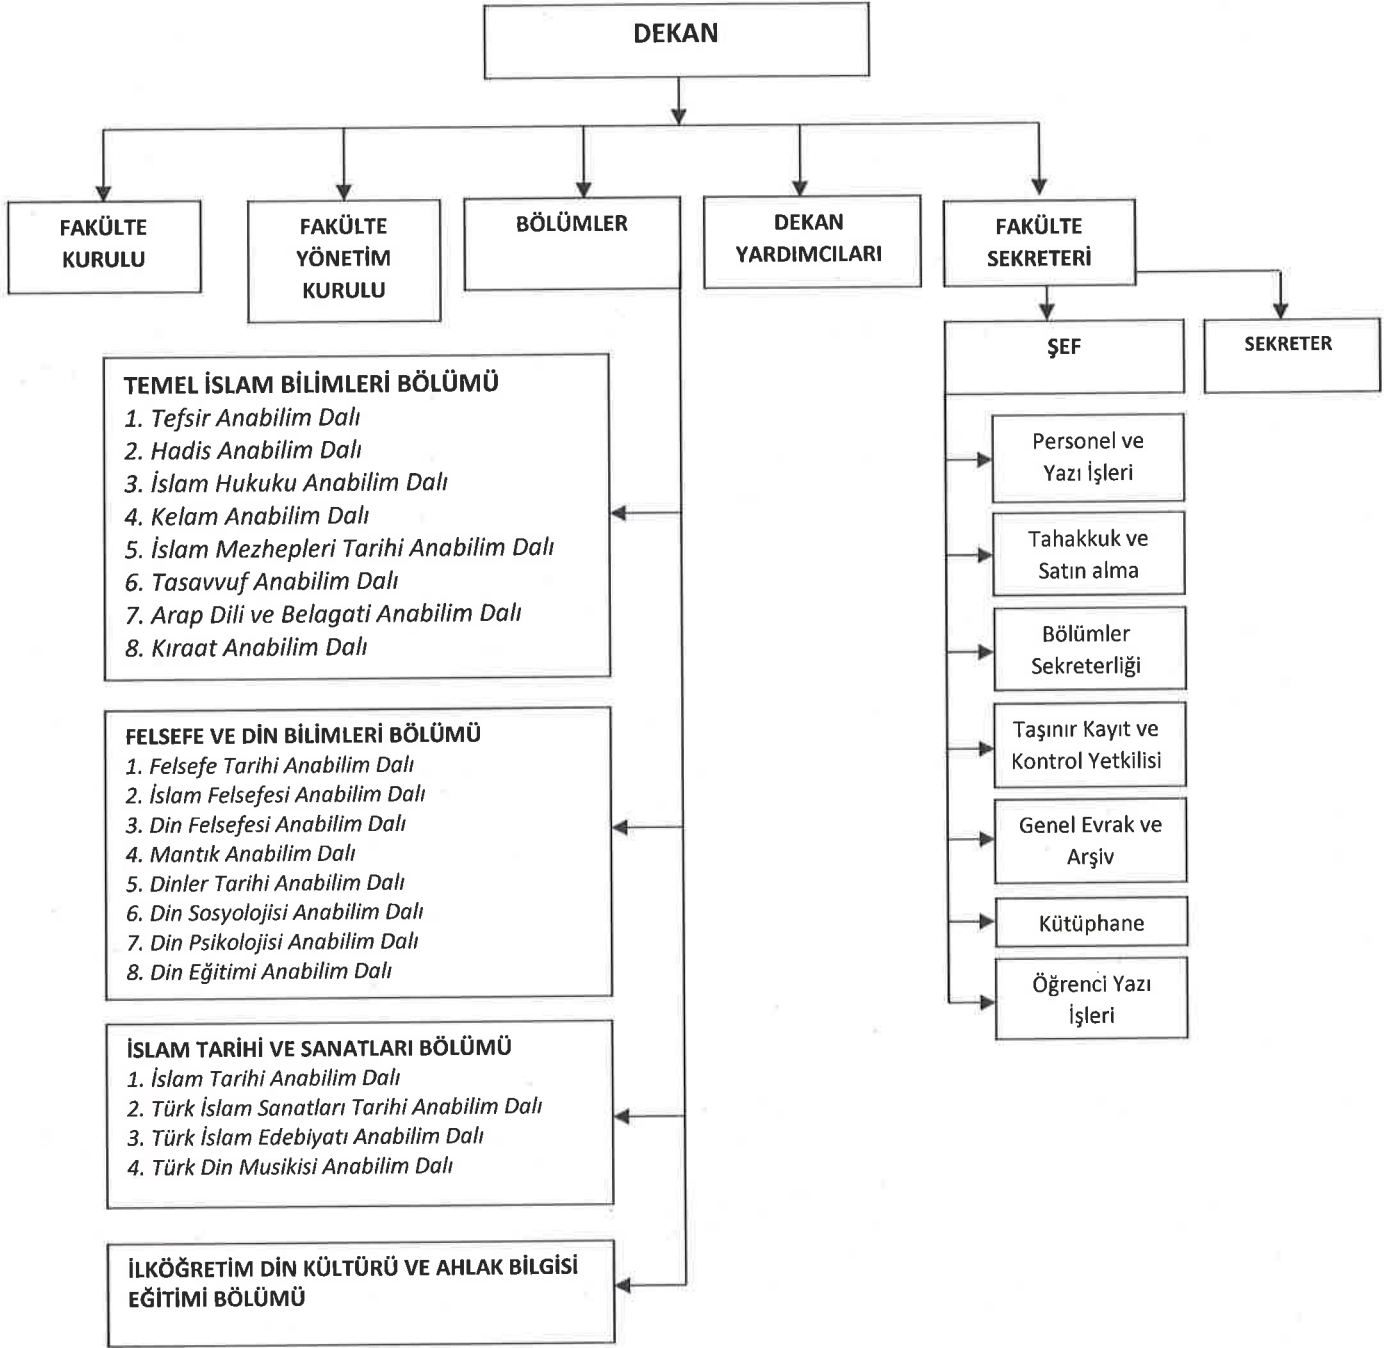 DEKAN
FAKÜLTE
KURULU
FAKÜLTE
YÖNETİM
KURULU
BÖLÜMLER
DEKAN
YARDIMCILARI
FAKÜLTE
SEKRETERİ
ŞEF
SEKRETER
TEMEL İSLAM BİLİMLERİ BÖLÜMÜ
1. Tefsir Anabilim Dalı
2. Hadis Anabilim Dalı
3. İslam Hukuku Anabilim Dalı
4. Kelam Anabilim Dalı
5. İslam Mezhepleri Tarihi Anabilim Dalı
6. Tasavvuf Anabilim Dalı
7. Arap Dili ve Belagati Anabilim Dalı
8. Kıraat Anabilim Dalı
FELSEFE VE DİN BİLİMLERİ BÖLÜMÜ
1. Felsefe Tarihi Anabilim Dalı
2. İslam Felsefesi Anabilim Dalı
3. Din Felsefesi Anabilim Dalı
4. Mantık Anabilim Dalı
5. Dinler Tarihi Anabilim Dalı
6. Din Sosyolojisi Anabilim Dalı
7. Din Psikolojisi Anabilim Dalı
8. Din Eğitimi Anabilim Dalı
İSLAM TARİHİ VE SANATLARI BÖLÜMÜ
1. İslam Tarihi Anabilim Dalı
2. Türk İslam Sanatları Tarihi Anabilim Dalı
3. Türk İslam Edebiyatı Anabilim Dalı
4. Türk Din Musikisi Anabilim Dalı
İLKÖĞRETİM DİN KÜLTÜRÜ VE AHLAK BİLGİSİ
EĞİTİMİ BÖLÜMÜ
Personel ve
Yazı İşleri
Tahakkuk ve
Satın alma
Bölümler
Sekreterliği
Taşınır Kayıt ve
Kontrol Yetkilisi
Genel Evrak ve
Arşiv
Kütüphane
Öğrenci Yazı
İşleri